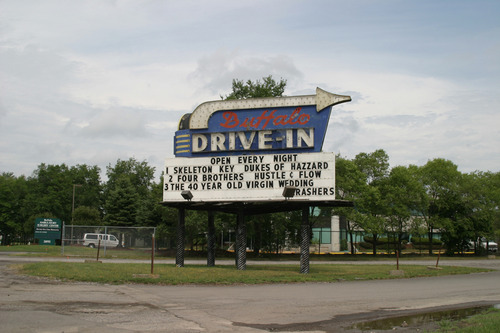 Buffalo
DRIVE-IN
OPEN EVERY NIGHT
1 SKELETON KEY DUKES OF HAZZARD
2 FOUR BROTHERS HUSTLE & FLOW
3 THE 40 YEAR OLD VIRGIN WEDDING
CRASHERS